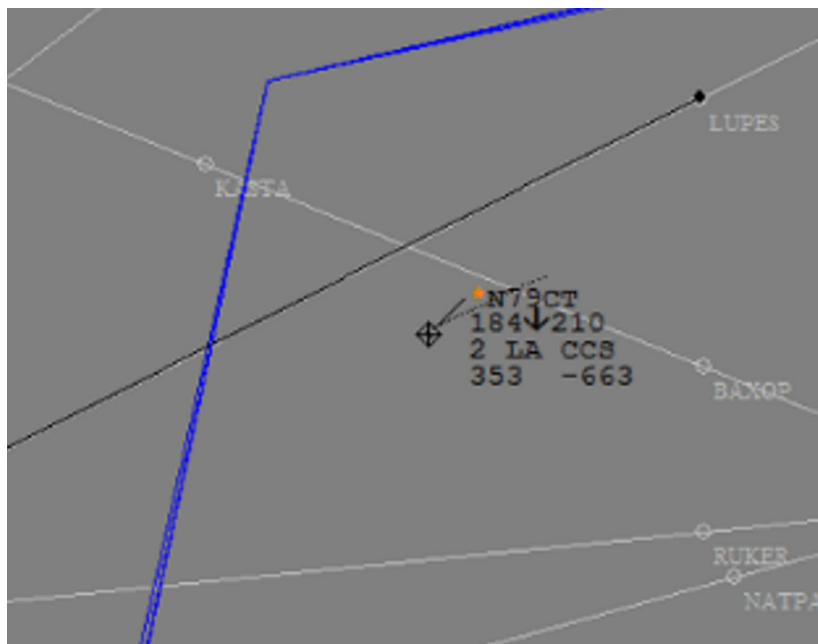 LUPES
KASTA
N79CT
184↓210
2 LA CCS
353 -663
BAXOP
RUKER
NATPA